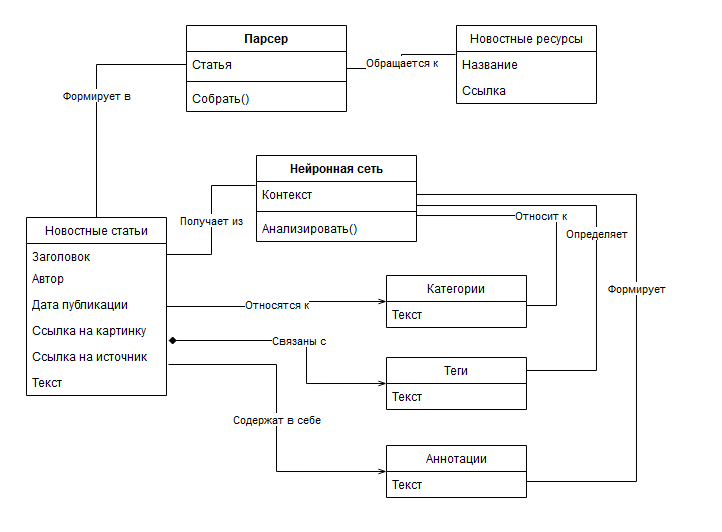 Парсер
Статья
Собрать()
Обращается к
Новостные ресурсы
Название
Ссылка
Формирует в
Нейронная сеть
Контекст
Анализировать()
Получает из
Относит к
Определяет
Формирует
Новостные статьи
Заголовок
Автор
Дата публикации
Ссылка на картинку
Ссылка на источник
Текст
Относятся к
Категории
Текст
Связаны с
Теги
Текст
Содержат в себе
Аннотации
Текст